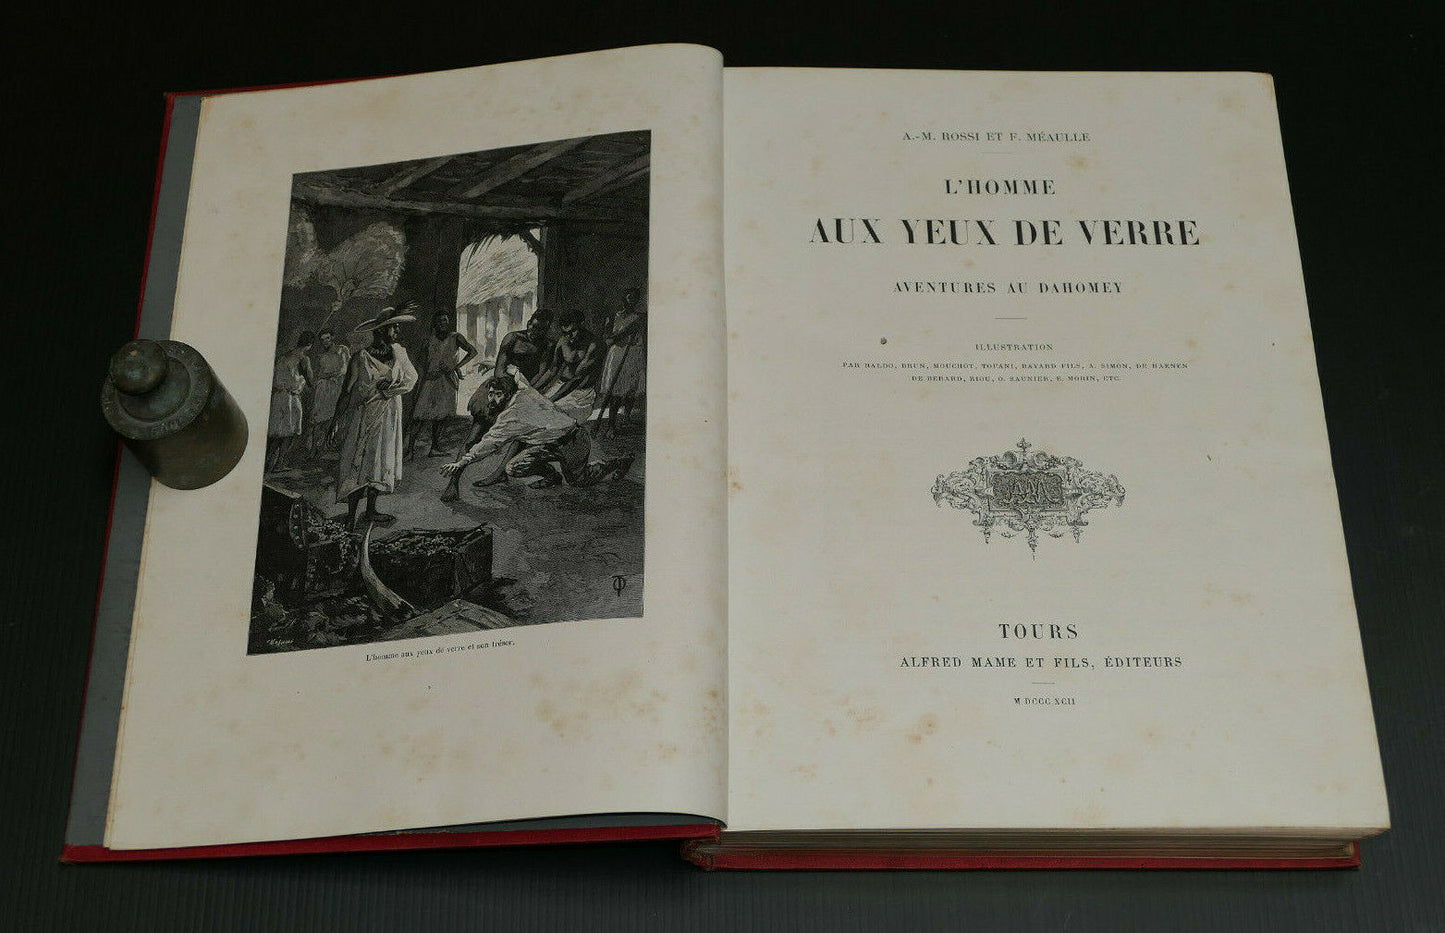 L'homme aux yeux de verre et son trésor.
A.-M. ROSSI ET F. MÉAULLE
L'HOMME
AUX YEUX DE VERRE
AVENTURES AU DAHOMEY
ILLUSTRATION
PAR HALDO, BRUN, MOUCHOT, TOFANI, BAYARD FILS, A. SIMON, DE HAENEN
DE BÉRARD, RIOU, O. SAUNIER, E. MORIN, ETC.
TOURS
ALFRED MAME ET FILS, ÉDITEURS
M DCCC XCII